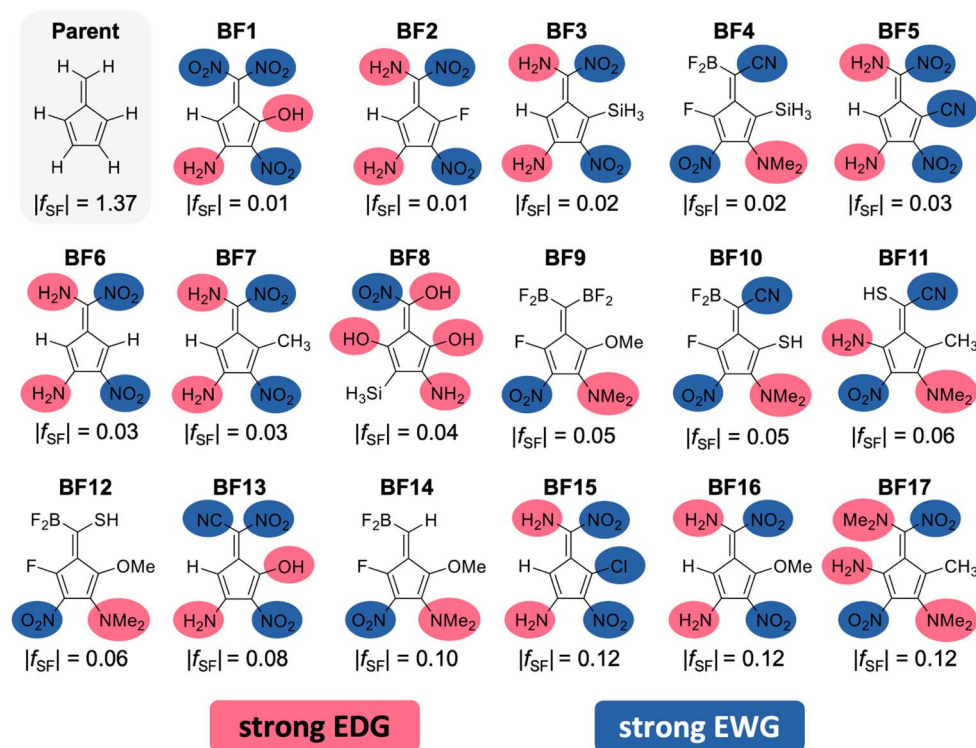 Parent BF1 BF2 BF3 BF4 BF5
H H O₂N NO₂ H₂N NO₂ H₂N NO₂ F₂B CN H₂N NO₂
H H H OH H F H SiH₃ F SiH₃ H CN
H H H₂N NO₂ H₂N NO₂ H₂N NO₂ O₂N NMe₂ H₂N NO₂
|fSF| = 1.37 |fSF| = 0.01 |fSF| = 0.01 |fSF| = 0.02 |fSF| = 0.02 |fSF| = 0.03
BF6 BF7 BF8 BF9 BF10 BF11
H₂N NO₂ H₂N NO₂ O₂N OH F₂B BF₂ F₂B CN HS CN
H H H CH₃ HO OH F OMe F SH H₂N CH₃
H₂N NO₂ H₂N NO₂ H₃Si NH₂ O₂N NMe₂ O₂N NMe₂ O₂N NMe₂
|fSF| = 0.03 |fSF| = 0.03 |fSF| = 0.04 |fSF| = 0.05 |fSF| = 0.05 |fSF| = 0.06
BF12 BF13 BF14 BF15 BF16 BF17
F₂B SH NC NO₂ F₂B H H₂N NO₂ H₂N NO₂ Me₂N NO₂
F OMe H OH F OMe H Cl H OMe H₂N CH₃
O₂N NMe₂ H₂N NO₂ O₂N NMe₂ H₂N NO₂ H₂N NO₂ O₂N NMe₂
|fSF| = 0.06 |fSF| = 0.08 |fSF| = 0.10 |fSF| = 0.12 |fSF| = 0.12 |fSF| = 0.12
strong EDG strong EWG